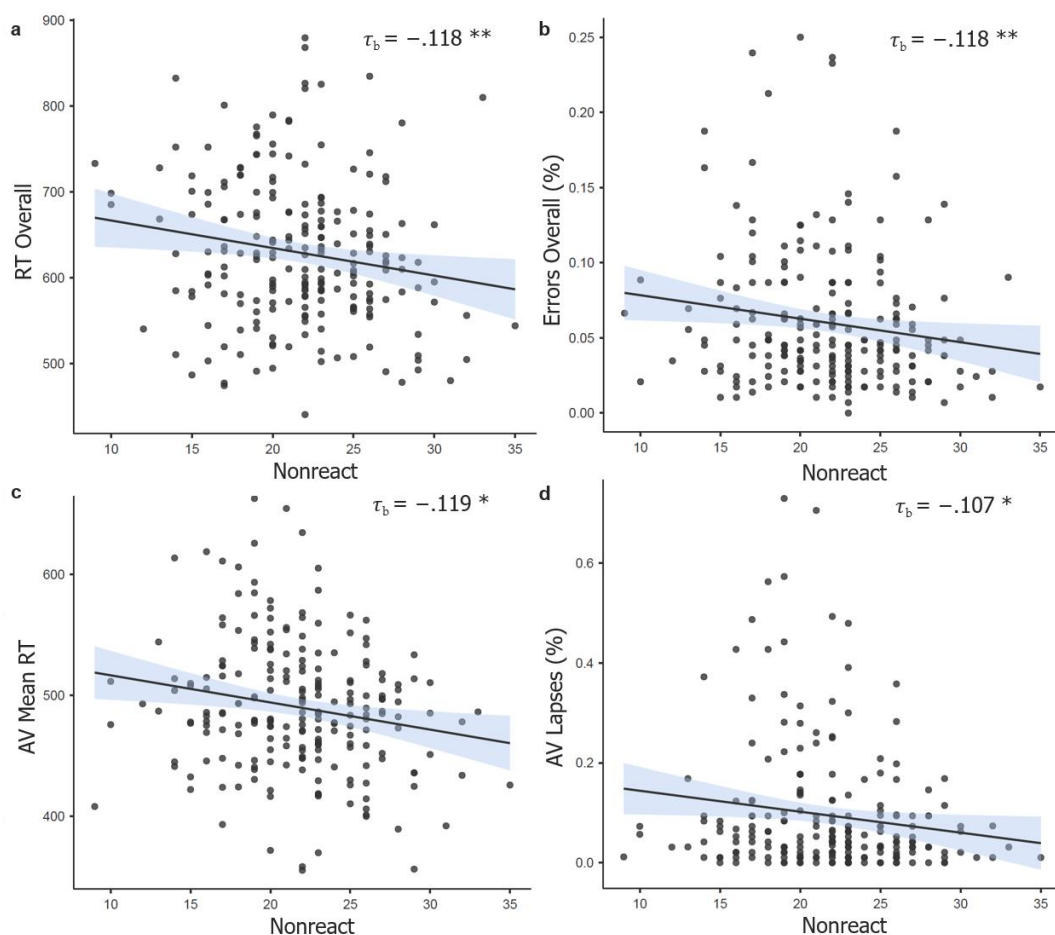 a
τb = −.118 **
RT Overall
900
800
700
600
500
10 15 20 25 30 35
Nonreact
b
τb = −.118 **
Errors Overall (%)
0.25
0.20
0.15
0.10
0.05
0.00
10 15 20 25 30 35
Nonreact
c
τb = −.119 *
AV Mean RT
600
500
400
10 15 20 25 30 35
Nonreact
d
τb = −.107 *
AV Lapses (%)
0.6
0.4
0.2
0.0
10 15 20 25 30 35
Nonreact